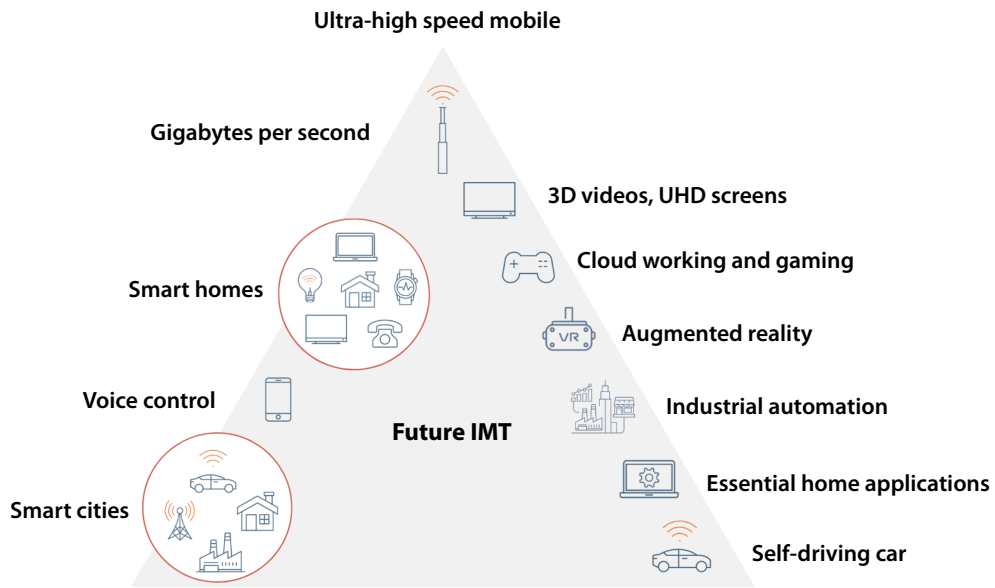 Ultra-high speed mobile
Gigabytes per second
3D videos, UHD screens
Cloud working and gaming
Smart homes
VR
Augmented reality
Voice control
Industrial automation
Future IMT
Essential home applications
Smart cities
Self-driving car